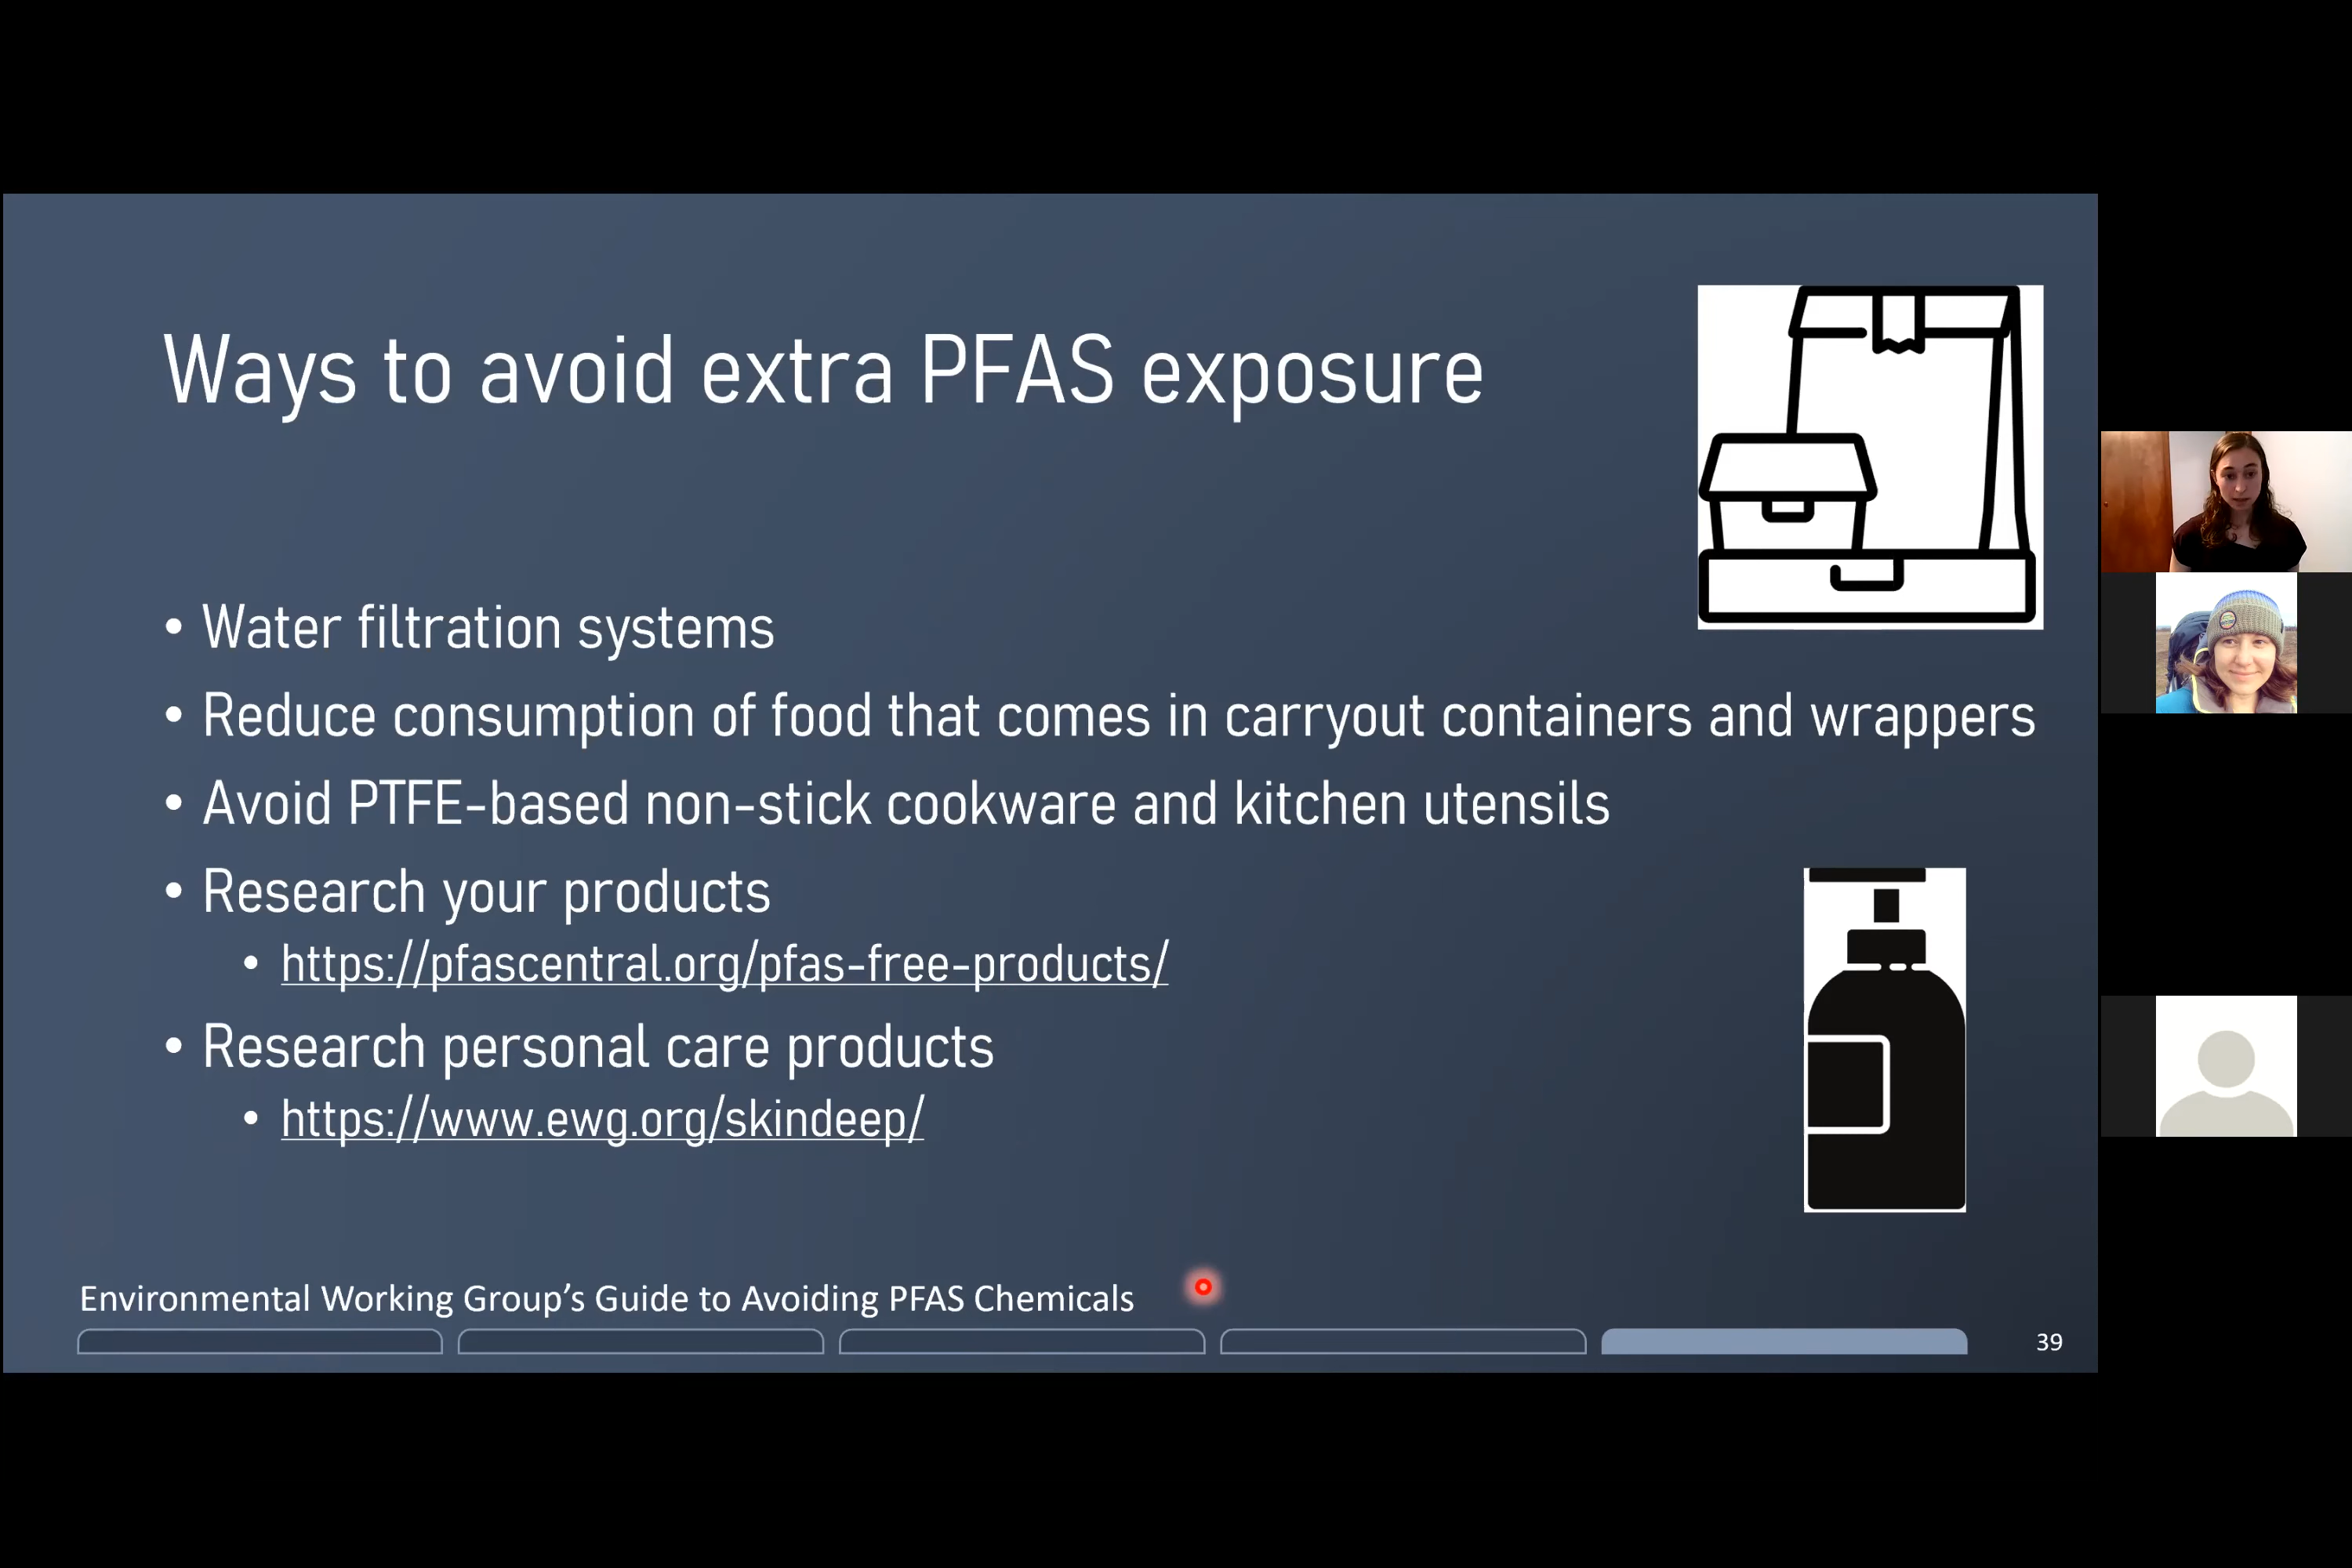 Ways to avoid extra PFAS exposure
• Water filtration systems
• Reduce consumption of food that comes in carryout containers and wrappers
• Avoid PTFE-based non-stick cookware and kitchen utensils
• Research your products
• https://pfascentral.org/pfas-free-products/
• Research personal care products
• https://www.ewg.org/skindeep/
Environmental Working Group’s Guide to Avoiding PFAS Chemicals
39